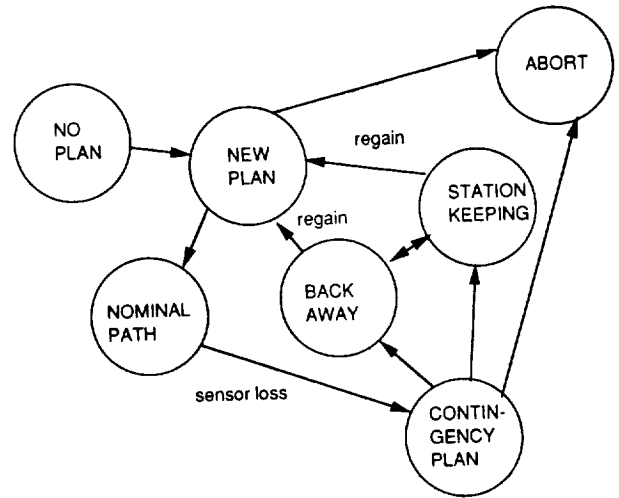 ABORT
NO
PLAN
NEW
PLAN
regain
STATION
KEEPING
regain
BACK
AWAY
NOMINAL
PATH
sensor loss
CONTIN-
GENCY
PLAN